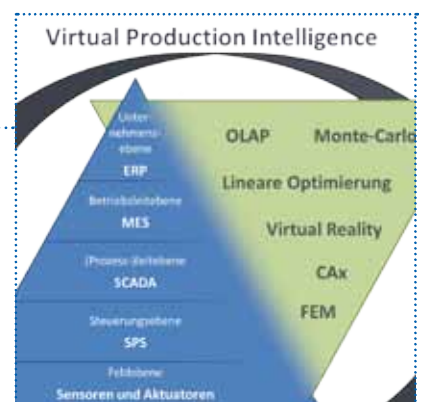 Virtual Production Intelligence
Unter-
nehmens-
ebene
ERP
Betriebsleitebene
MES
(Prozess-)leitebene
SCADA
Steuerungsebene
SPS
Feldebene
Sensoren und Aktuatoren
OLAP Monte-Carlo
Lineare Optimierung
Virtual Reality
CAx
FEM